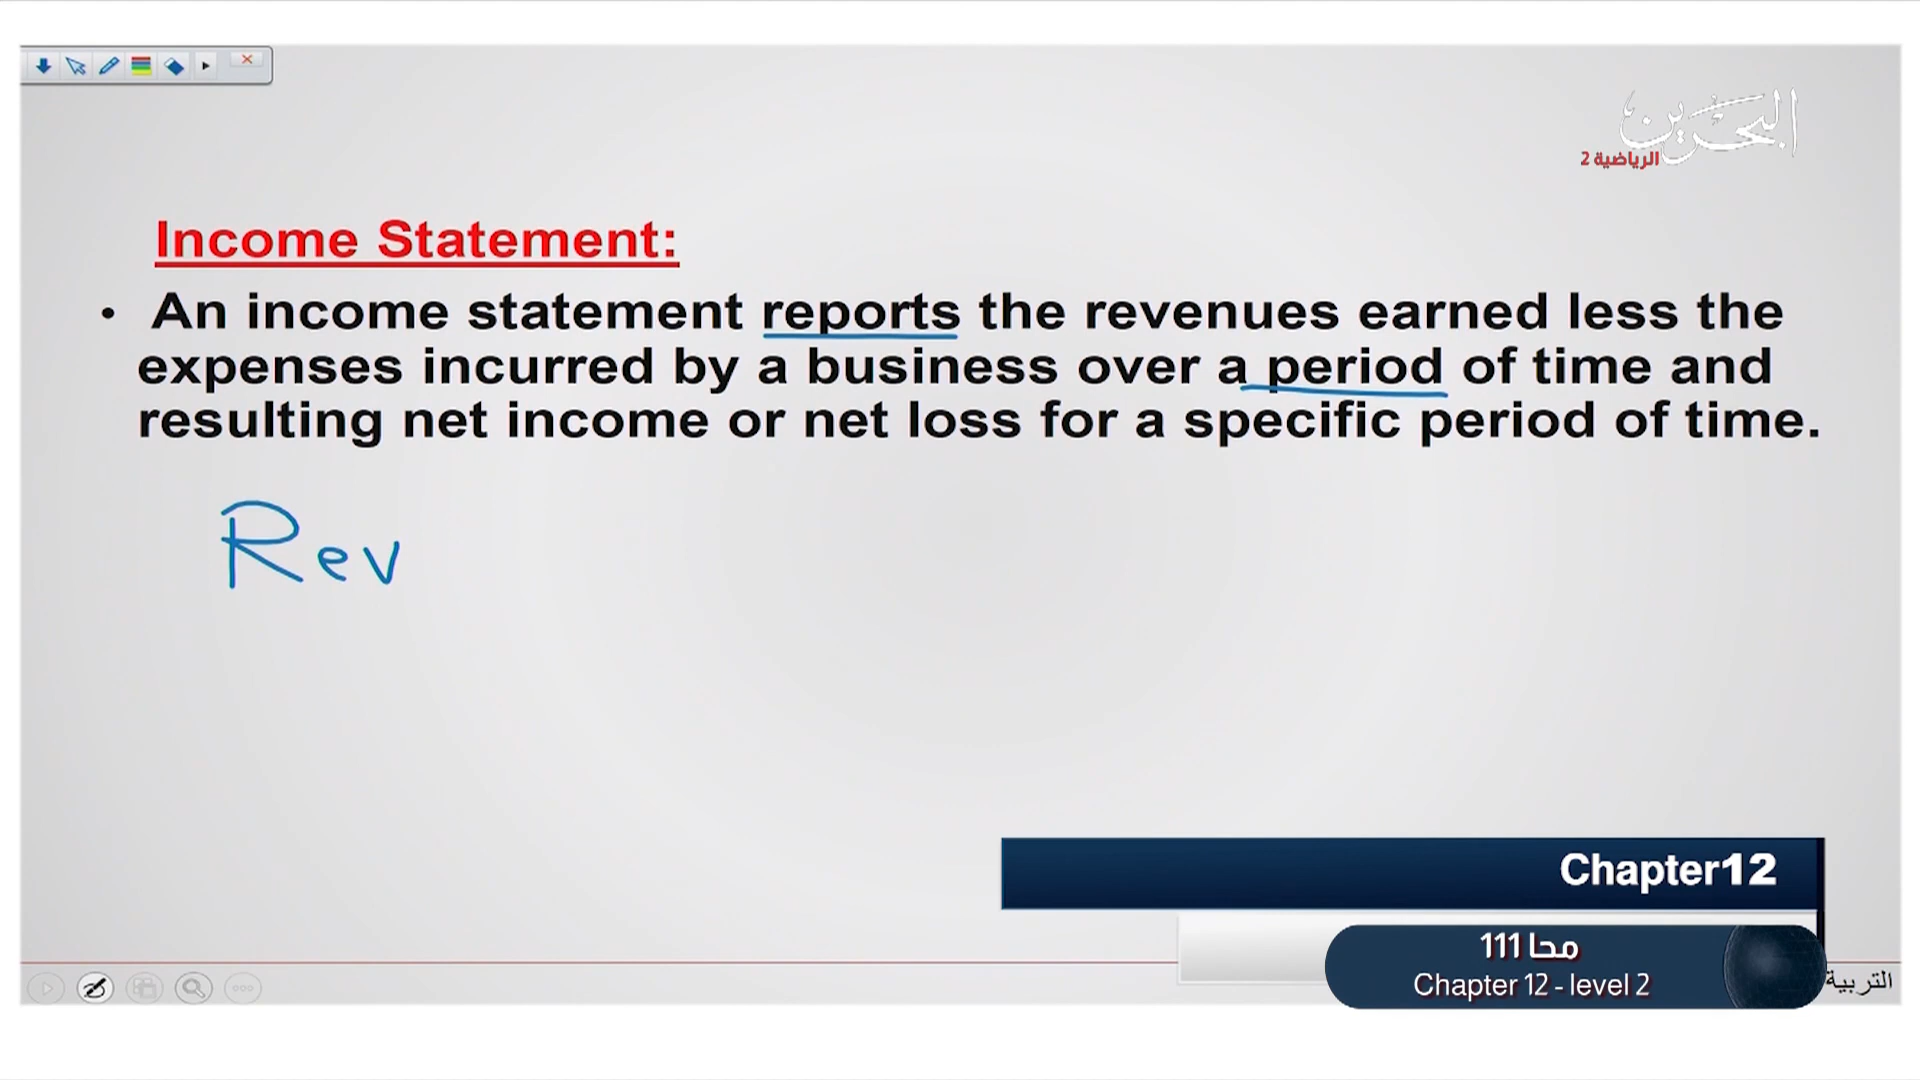 البحرين
الرياضية 2
Income Statement:
• An income statement reports the revenues earned less the
expenses incurred by a business over a period of time and
resulting net income or net loss for a specific period of time.
Rev
Chapter12
محا 111
Chapter 12 - level 2
التربية